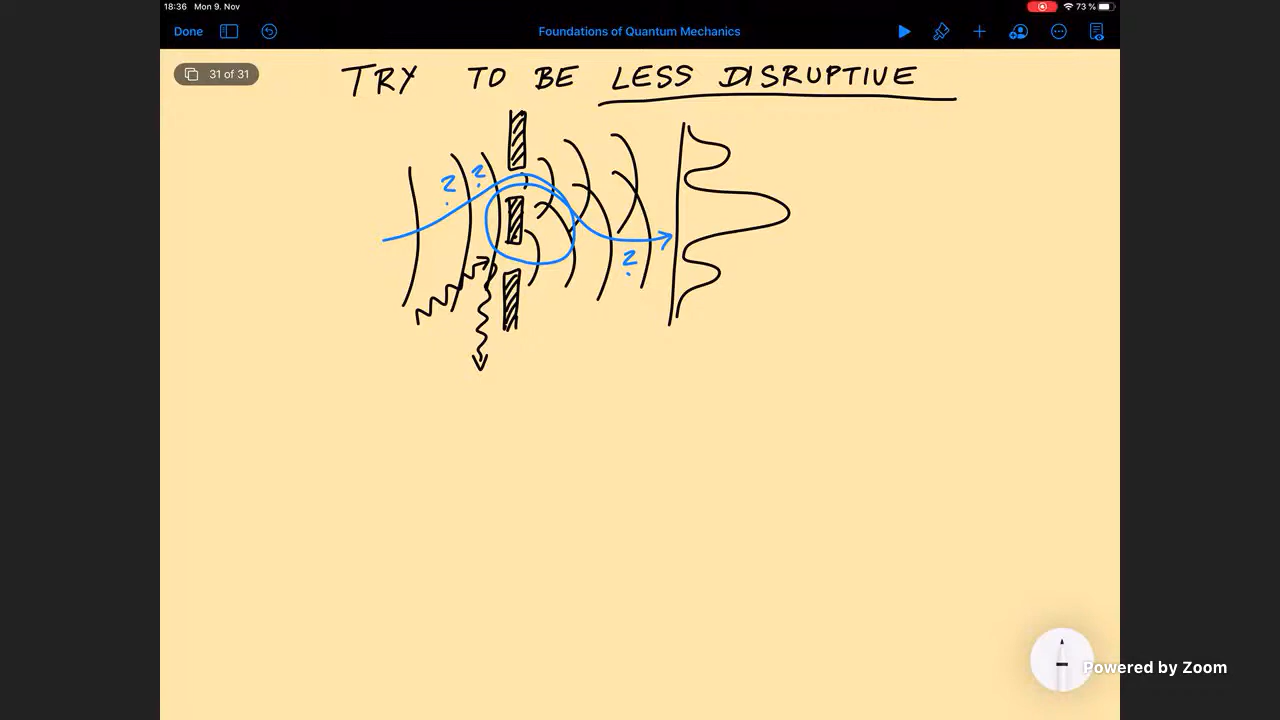 18:36 Mon 9. Nov
73 %
Done
Foundations of Quantum Mechanics
31 of 31
TRY TO BE LESS DISRUPTIVE
? ?
?
Powered by Zoom